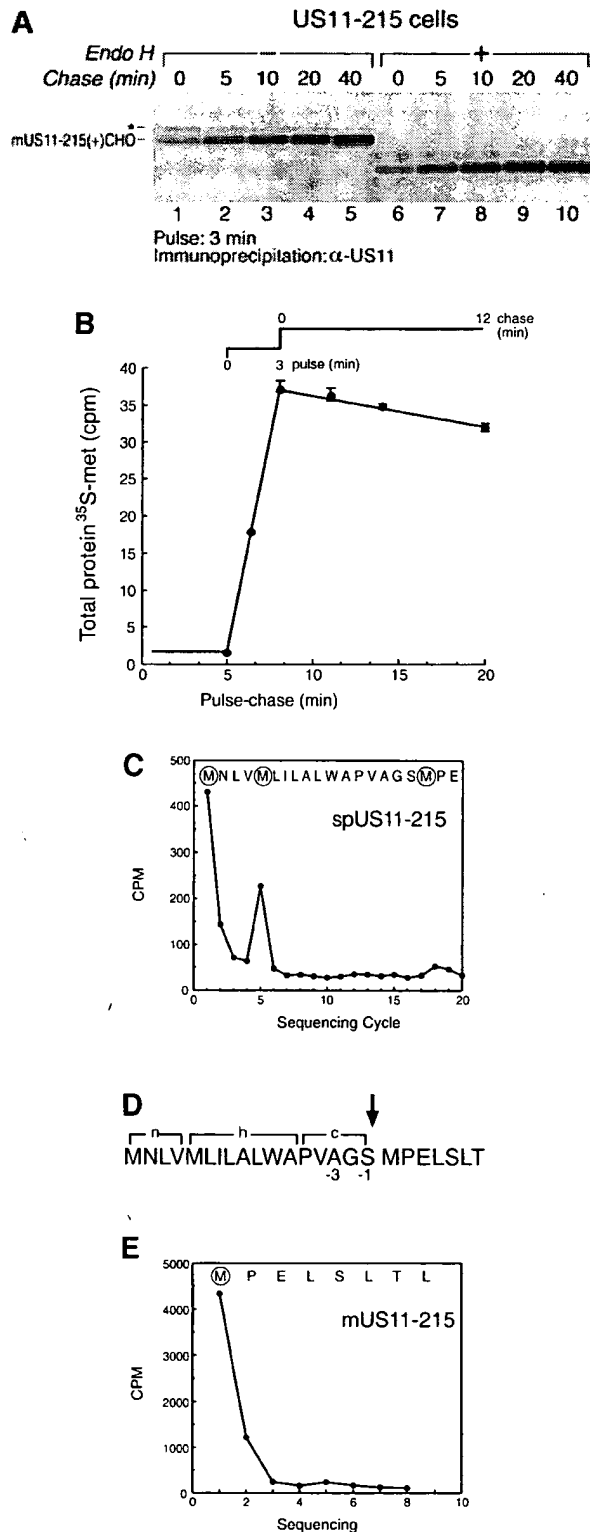 A
US11-215 cells
Endo H − +
Chase (min) 0 5 10 20 40 0 5 10 20 40
*
mUS11-215(+)CHO
1 2 3 4 5 6 7 8 9 10
Pulse: 3 min
Immunoprecipitation: α-US11
B
0 12 chase (min)
0 3 pulse (min)
Total protein ³⁵S-met (cpm)
40
35
30
25
20
15
10
5
0
0 5 10 15 20
Pulse-chase (min)
C
M N L V M L I L A L W A P V A G S M P E
spUS11-215
CPM
500
400
300
200
100
0
0 5 10 15 20
Sequencing Cycle
D
n h c
MNLVMLILALWAPVAGS MPELSLT
-3 -1
E
M P E L S L T L
mUS11-215
CPM
5000
4000
3000
2000
1000
0
0 2 4 6 8 10
Sequencing